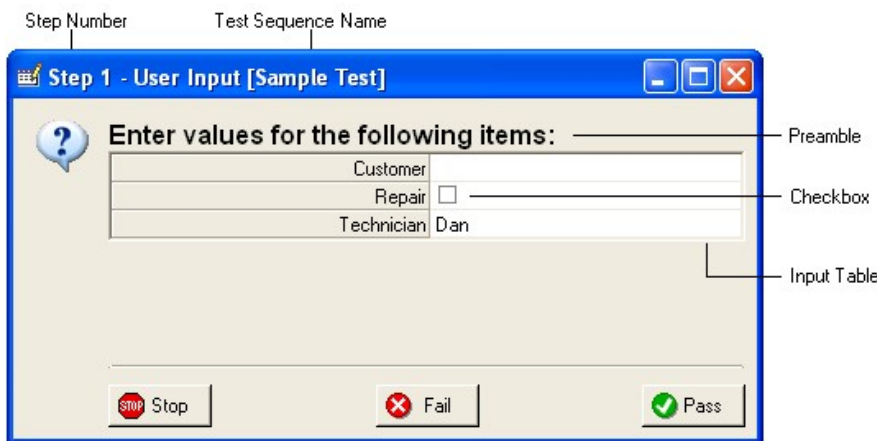 Step Number Test Sequence Name
Step 1 - User Input [Sample Test]
Enter values for the following items:
Preamble
Customer
Repair
Checkbox
Technician Dan
Input Table
STOP Stop
Fail
Pass